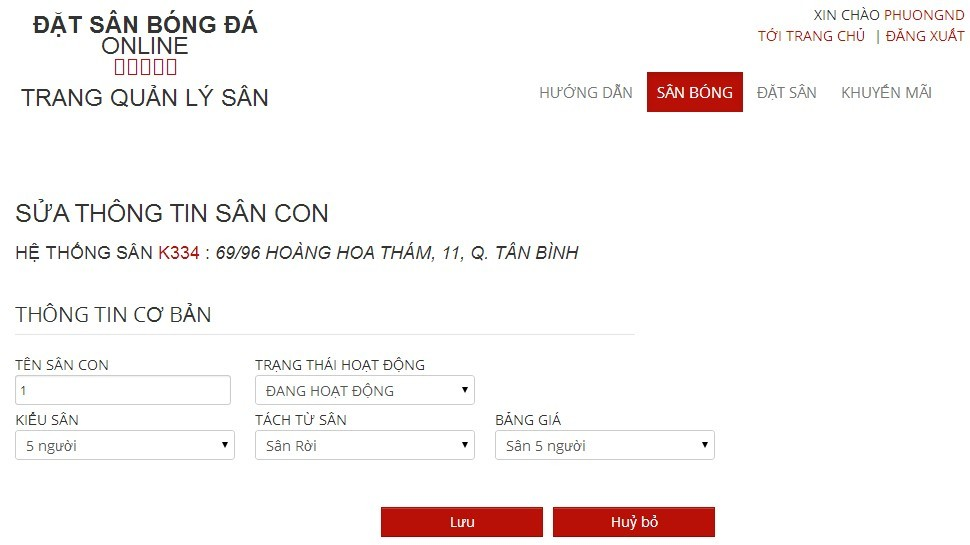 ĐẶT SÂN BÓNG ĐÁ
ONLINE
TRANG QUẢN LÝ SÂN
XIN CHÀO PHUONGND
TỚI TRANG CHỦ | ĐĂNG XUẤT
HƯỚNG DẪN SÂN BÓNG ĐẶT SÂN KHUYẾN MÃI
SỬA THÔNG TIN SÂN CON
HỆ THỐNG SÂN K334 : 69/96 HOÀNG HOA THÁM, 11, Q. TÂN BÌNH
THÔNG TIN CƠ BẢN
TÊN SÂN CON TRẠNG THÁI HOẠT ĐỘNG
1 ĐANG HOẠT ĐỘNG
KIỂU SÂN TÁCH TỪ SÂN BẢNG GIÁ
5 người Sân Rời Sân 5 người
Lưu Huỷ bỏ